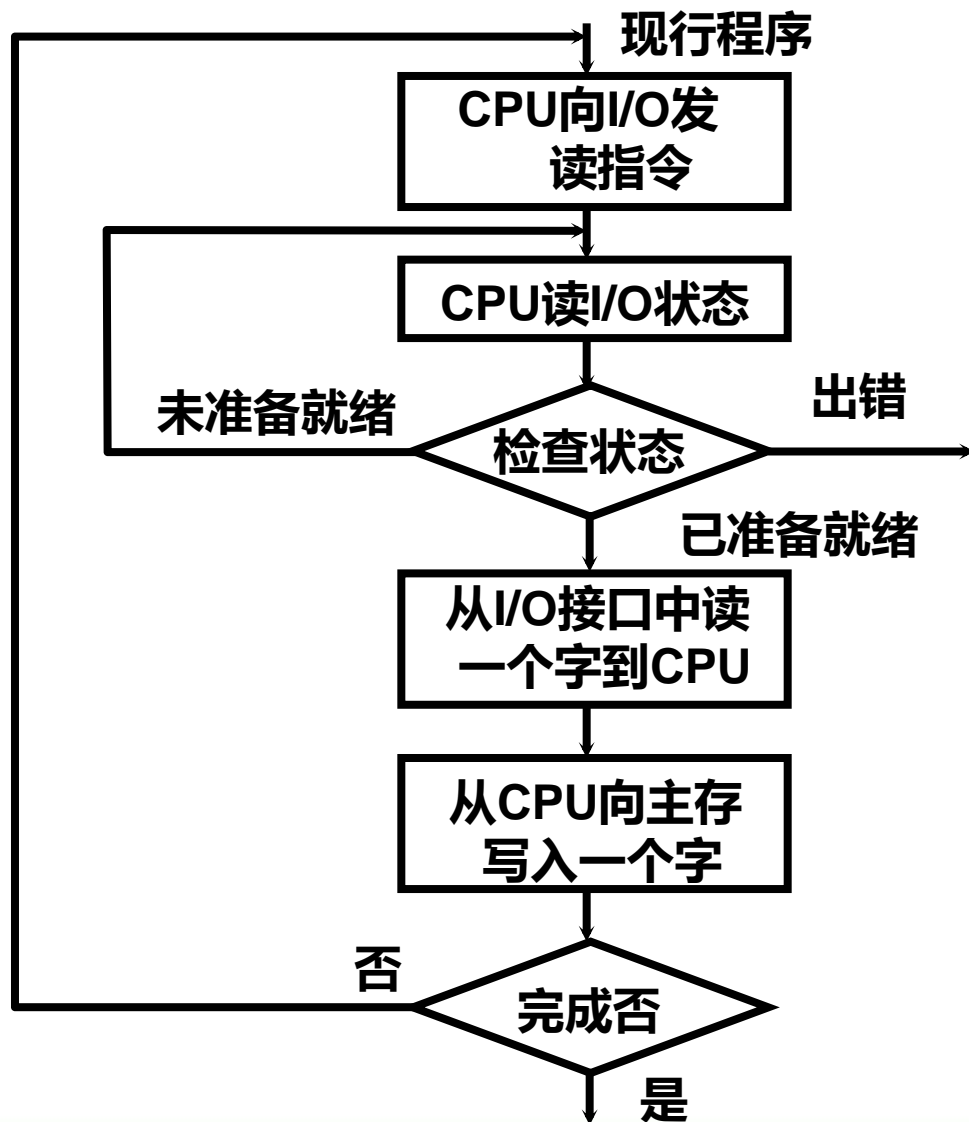 现行程序
CPU向I/O发
读指令
CPU读I/O状态
出错
未准备就绪
检查状态
已准备就绪
从I/O接口中读
一个字到CPU
从CPU向主存
写入一个字
否
完成否
是